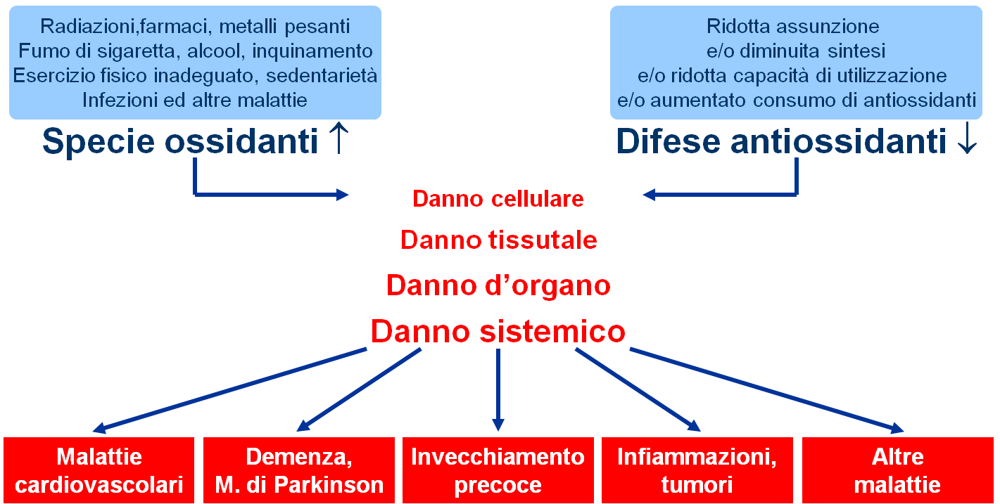 Radiazioni,farmaci, metalli pesanti
Fumo di sigaretta, alcool, inquinamento
Esercizio fisico inadeguato, sedentarietà
Infezioni ed altre malattie
Specie ossidanti ↑
Ridotta assunzione
e/o diminuita sintesi
e/o ridotta capacità di utilizzazione
e/o aumentato consumo di antiossidanti
Difese antiossidanti ↓
Danno cellulare
Danno tissutale
Danno d’organo
Danno sistemico
Malattie
cardiovascolari
Demenza,
M. di Parkinson
Invecchiamento
precoce
Infiammazioni,
tumori
Altre
malattie